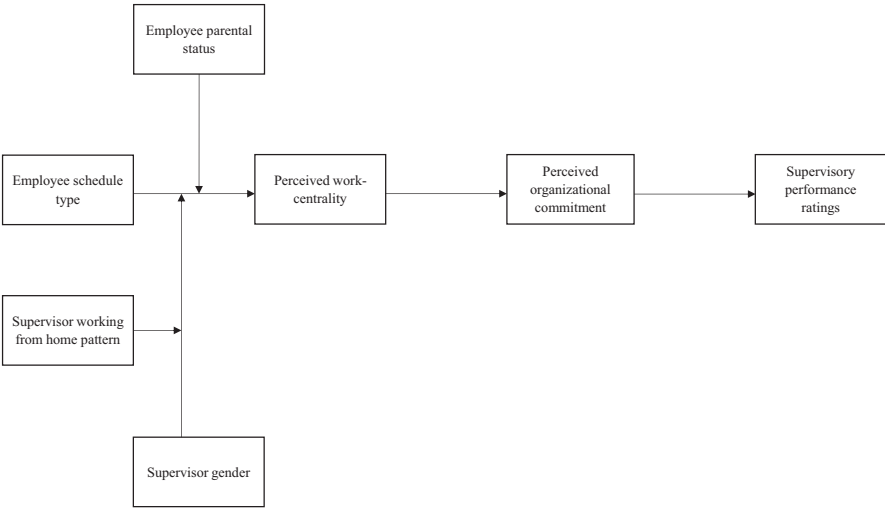 Employee parental
status
Employee schedule
type
Perceived work-
centrality
Perceived
organizational
commitment
Supervisory
performance
ratings
Supervisor working
from home pattern
Supervisor gender